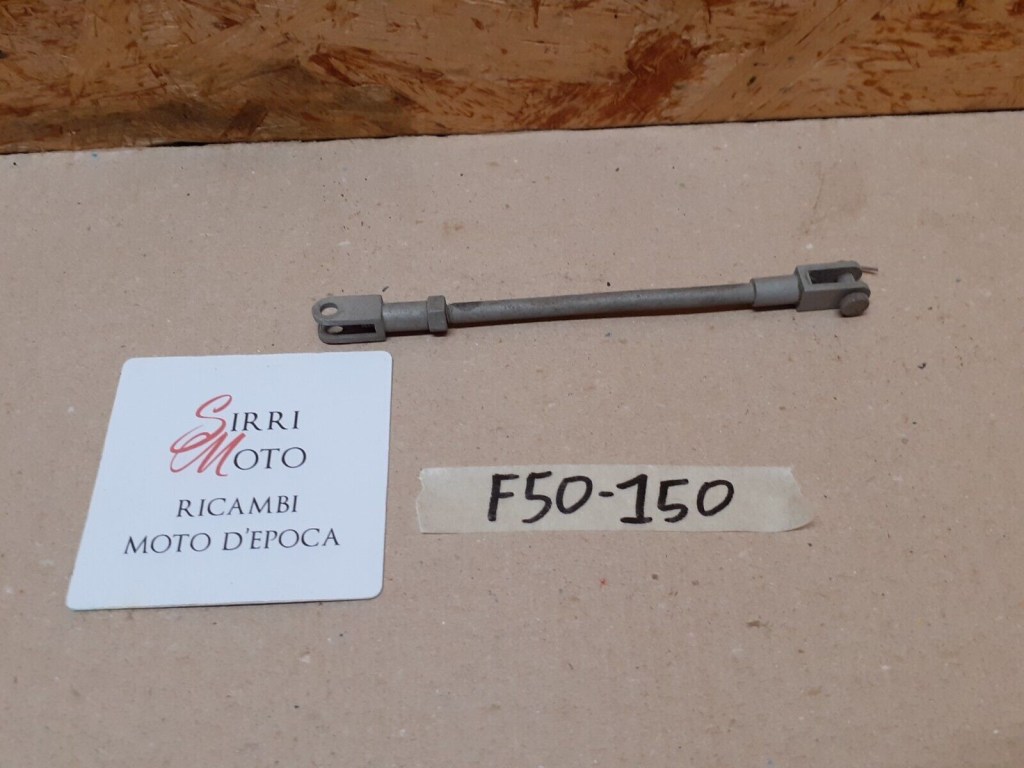 SIRRI
MOTO
RICAMBI
MOTO D'EPOCA
F50-150